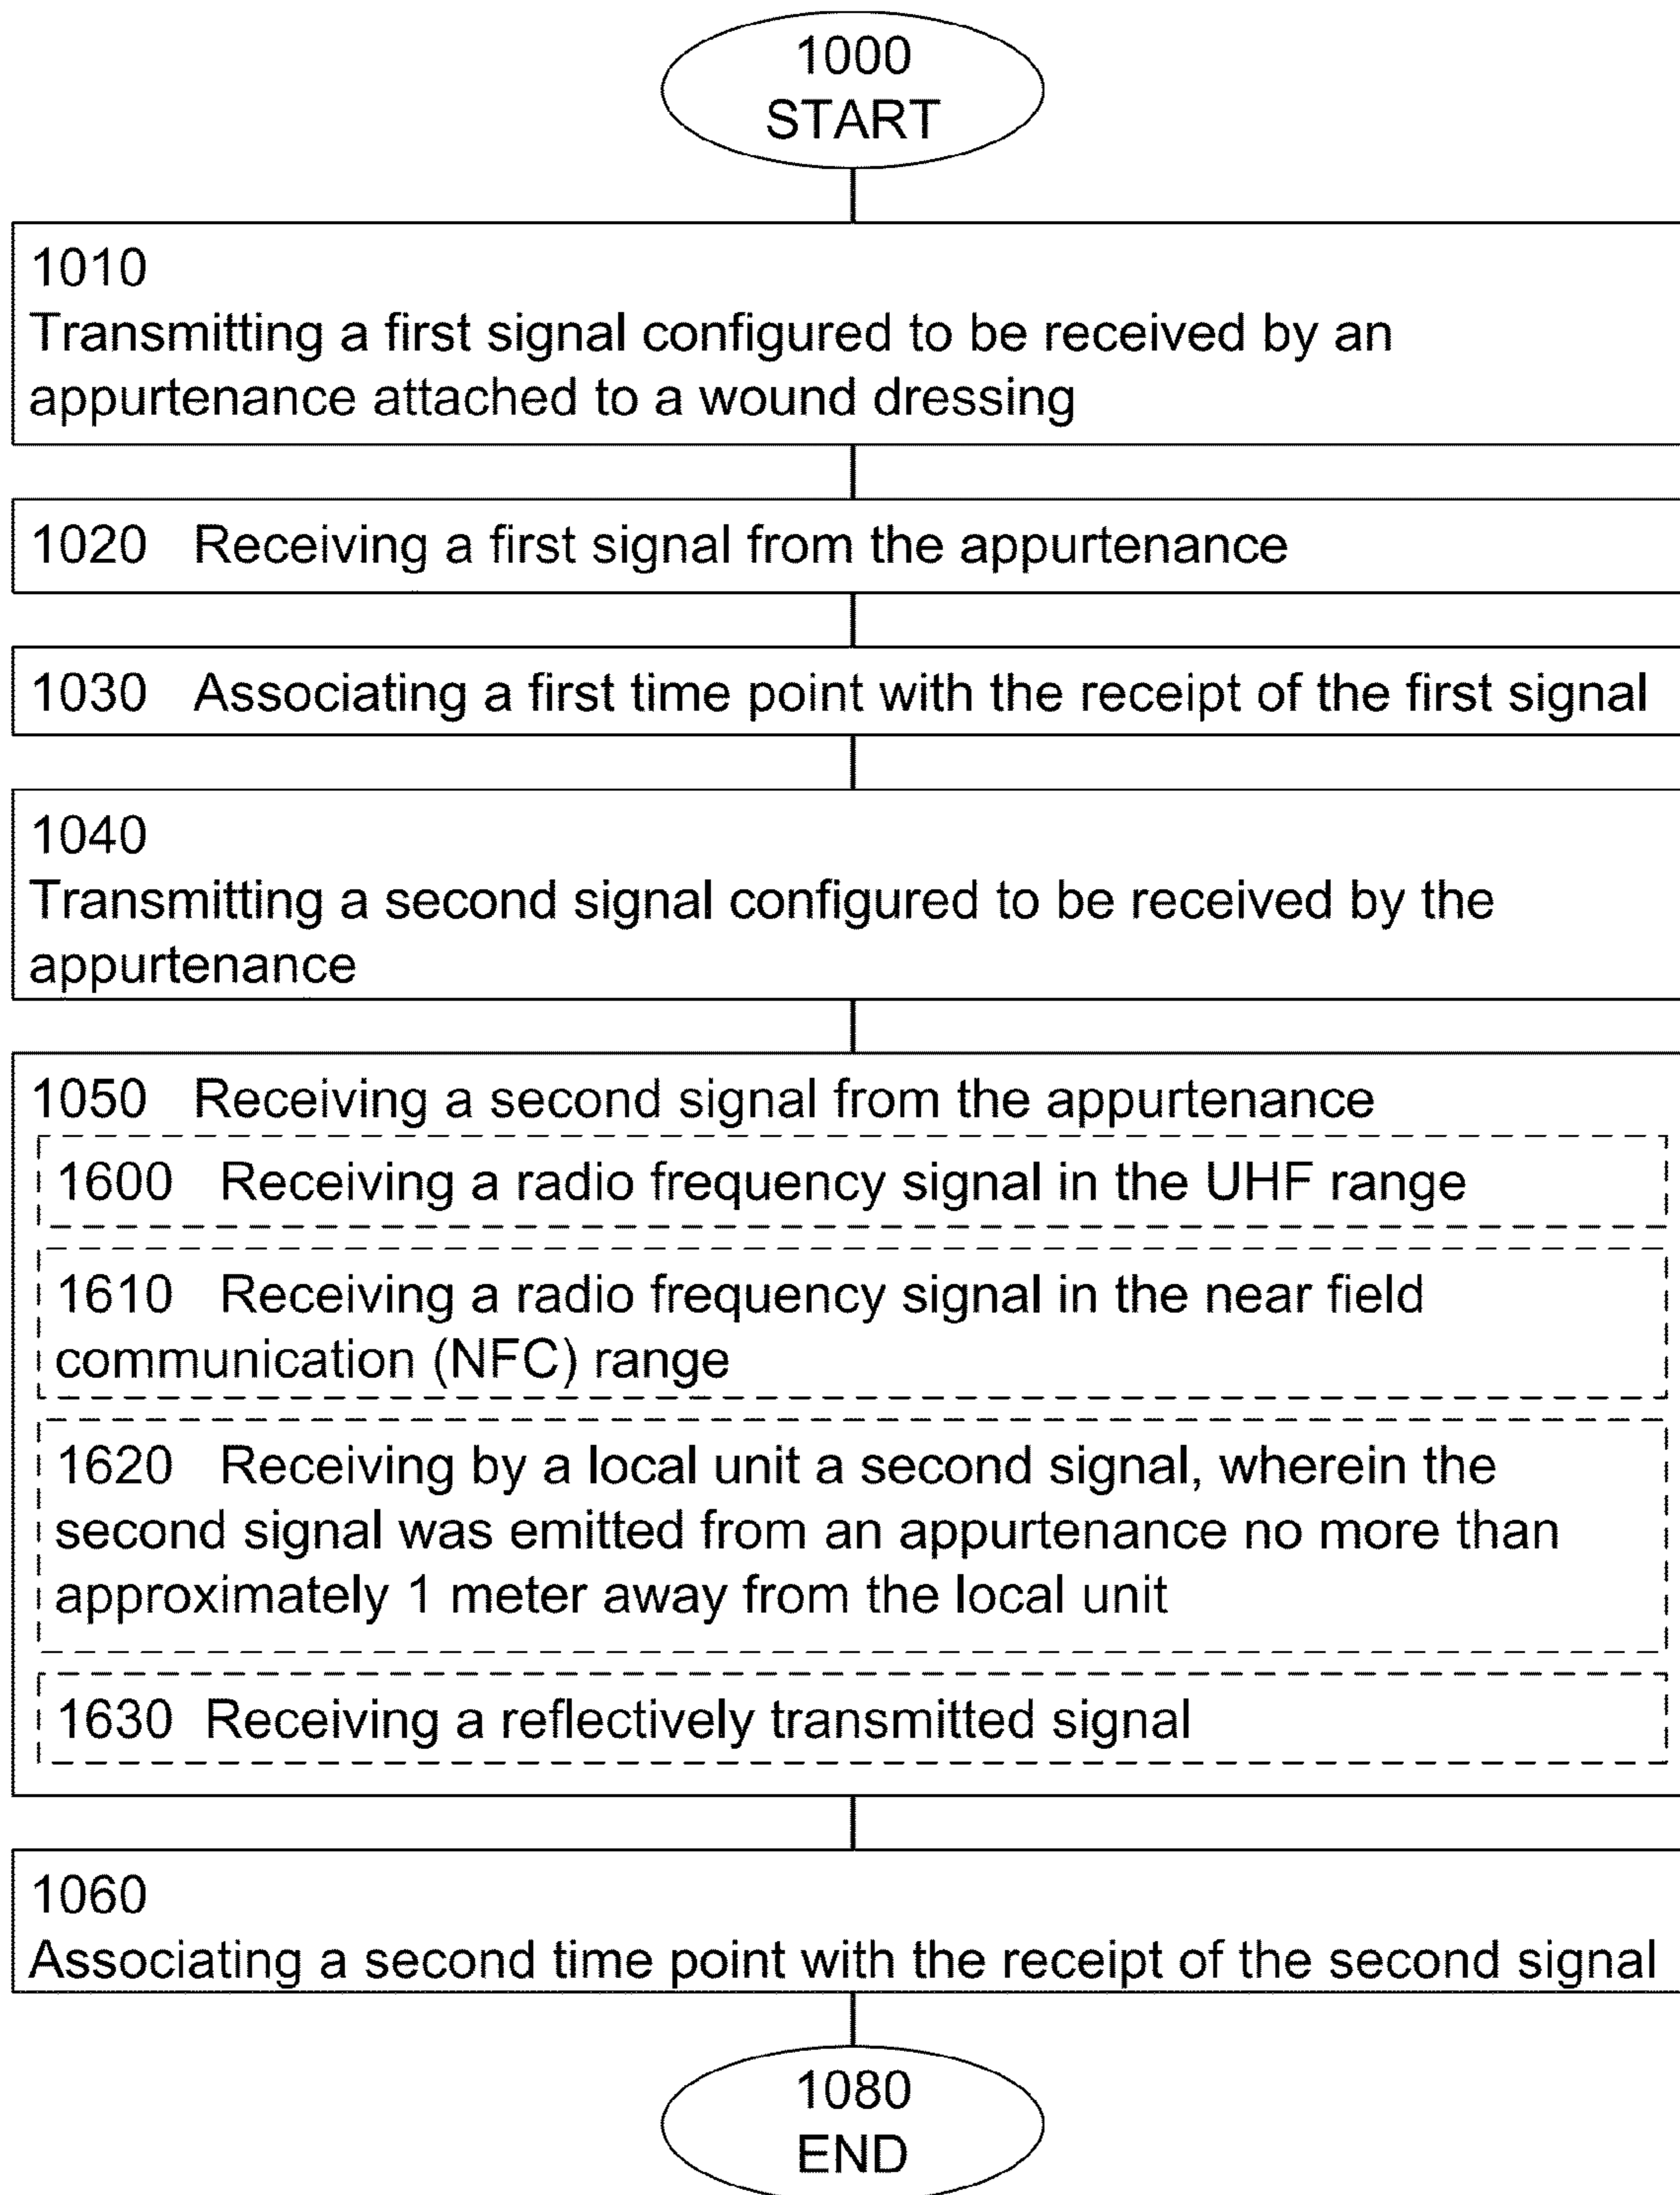 1000
START
1010
Transmitting a first signal configured to be received by an
appurtenance attached to a wound dressing
1020 Receiving a first signal from the appurtenance
1030 Associating a first time point with the receipt of the first signal
1040
Transmitting a second signal configured to be received by the
appurtenance
1050 Receiving a second signal from the appurtenance
1600 Receiving a radio frequency signal in the UHF range
1610 Receiving a radio frequency signal in the near field
communication (NFC) range
1620 Receiving by a local unit a second signal, wherein the
second signal was emitted from an appurtenance no more than
approximately 1 meter away from the local unit
1630 Receiving a reflectively transmitted signal
1060
Associating a second time point with the receipt of the second signal
1080
END